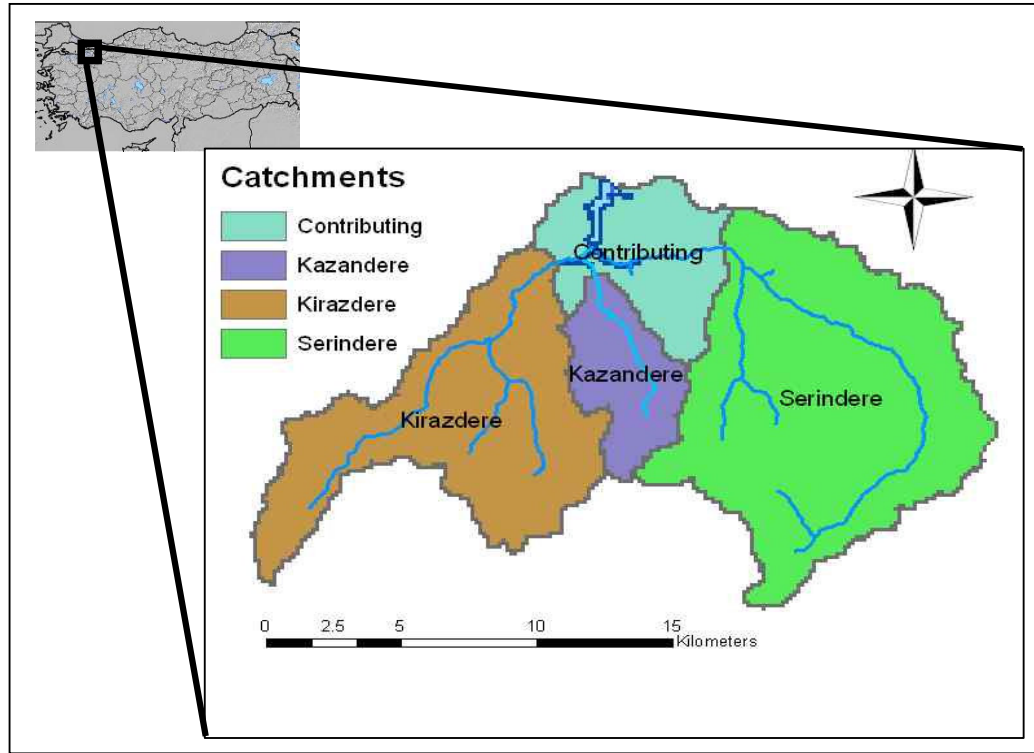 Catchments
Contributing
Kazandere
Kirazdere
Serindere
Contributing
Kazandere
Serindere
Kirazdere
0 2.5 5 10 15
Kilometers